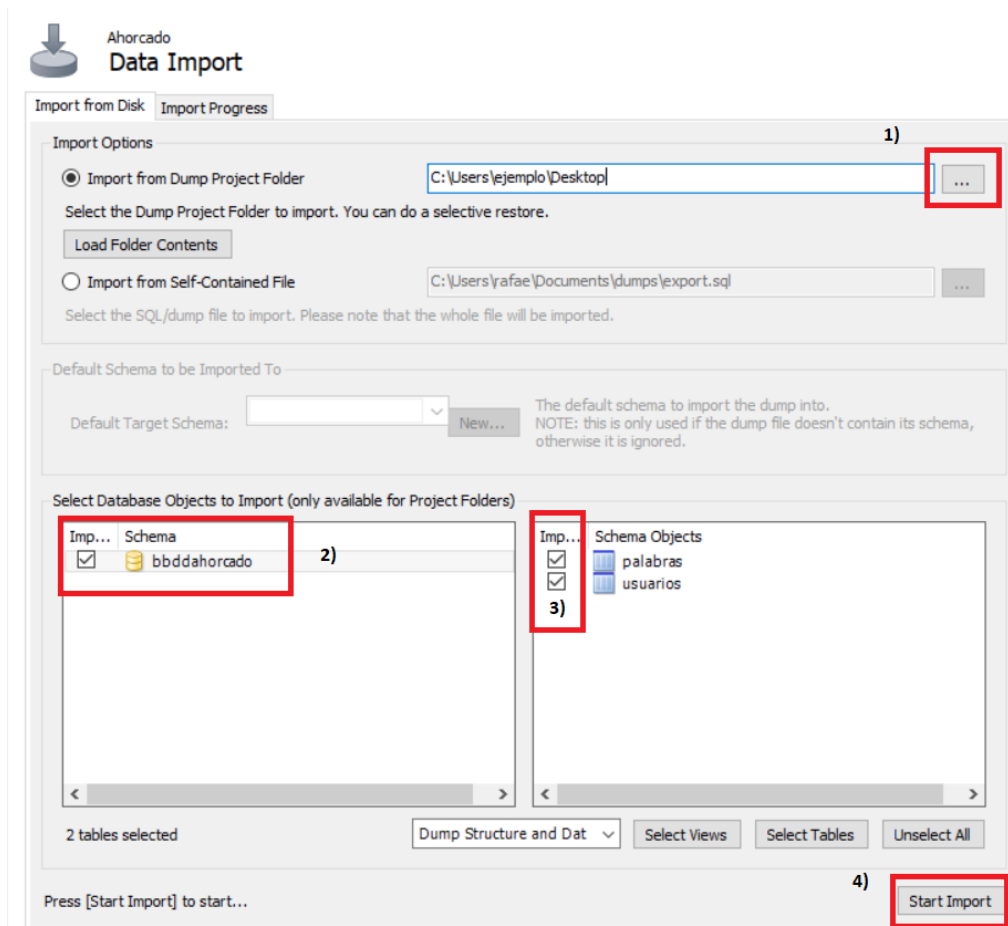 Ahorcado
Data Import
Import from Disk Import Progress
Import Options
1)
Import from Dump Project Folder C:\Users\ejemplo\Desktop ...
Select the Dump Project Folder to import. You can do a selective restore.
Load Folder Contents
Import from Self-Contained File C:\Users\rafae\Documents\dumps\export.sql ...
Select the SQL/dump file to import. Please note that the whole file will be imported.
Default Schema to be Imported To
The default schema to import the dump into.
Default Target Schema: New... NOTE: this is only used if the dump file doesn't contain its schema,
otherwise it is ignored.
Select Database Objects to Import (only available for Project Folders)
Imp... Schema Imp... Schema Objects
bbddahorcado 2) palabras
usuarios
3)
2 tables selected Dump Structure and Dat Select Views Select Tables Unselect All
4)
Press [Start Import] to start... Start Import